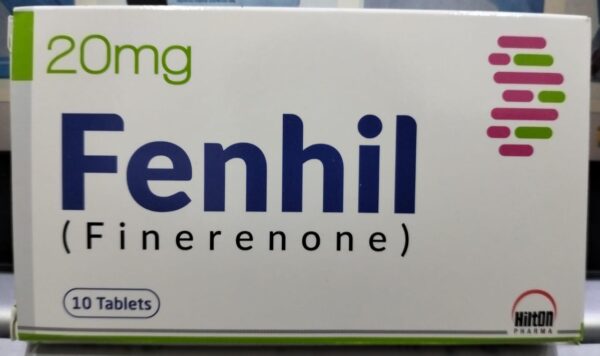 20mg
Fenhil
(Finerenone)
10 Tablets
HiltOn
PHARMA